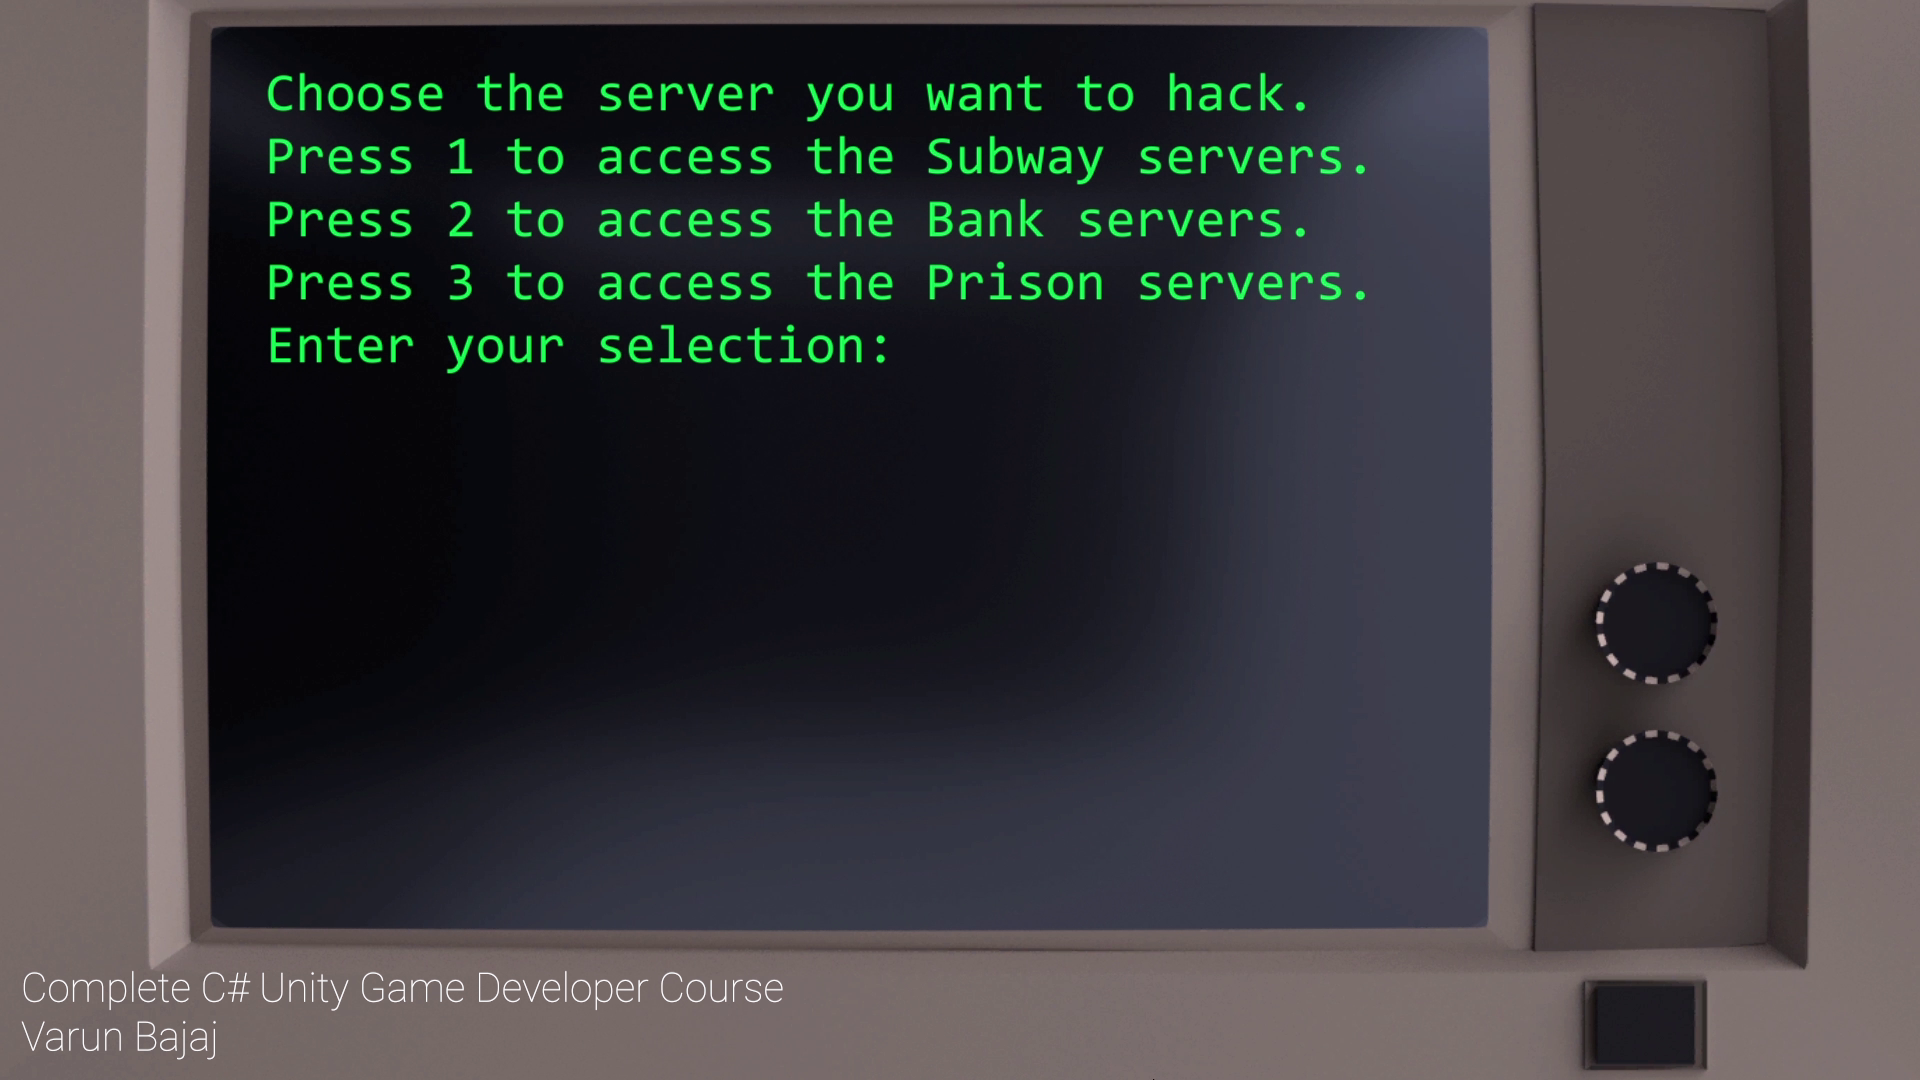 Choose the server you want to hack.
Press 1 to access the Subway servers.
Press 2 to access the Bank servers.
Press 3 to access the Prison servers.
Enter your selection:
Complete C# Unity Game Developer Course
Varun Bajaj